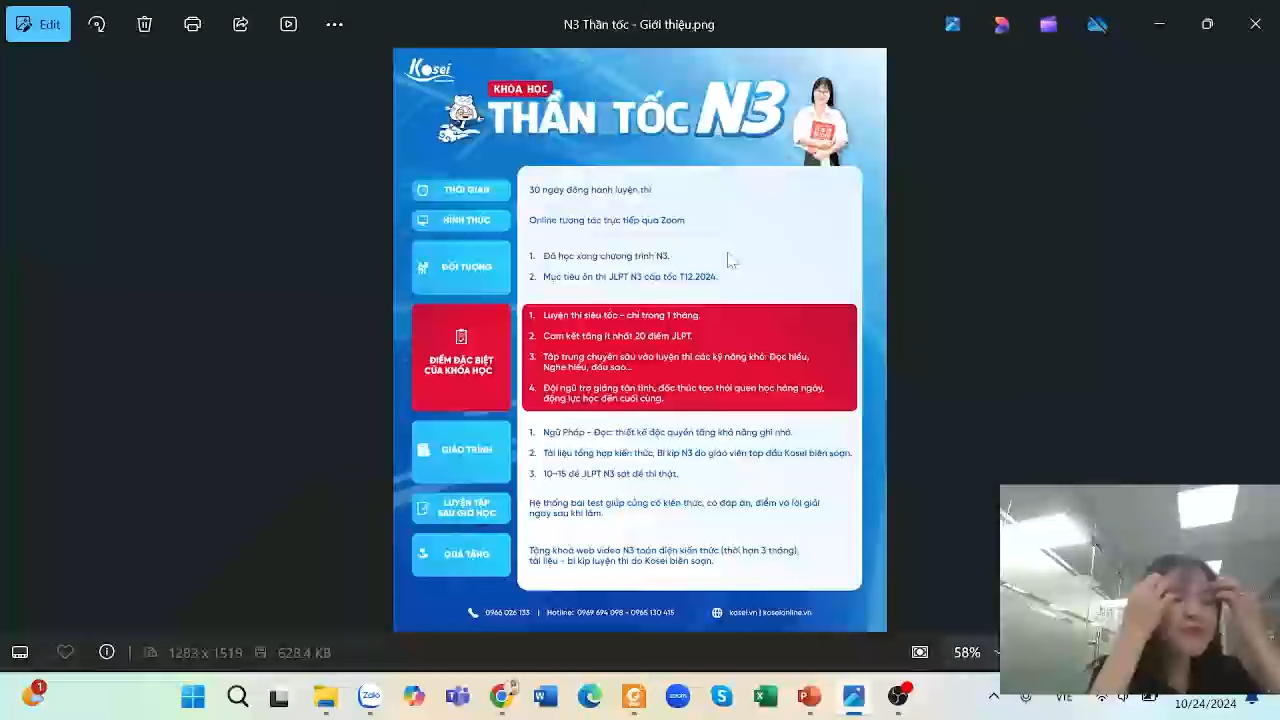 Edit
N3 Thần tốc - Giới thiệu.png
Kosei
KHÓA HỌC
THẦN TỐC N3
THỜI GIAN
30 ngày đồng hành luyện thi
HÌNH THỨC
Online tương tác trực tiếp qua Zoom
ĐỐI TƯỢNG
1. Đã học xong chương trình N3.
2. Mục tiêu ôn thi JLPT N3 cấp tốc T12.2024.
ĐIỂM ĐẶC BIỆT
CỦA KHÓA HỌC
1. Luyện thi siêu tốc - chỉ trong 1 tháng.
2. Cam kết tăng ít nhất 20 điểm JLPT.
3. Tập trung chuyên sâu vào luyện thi các kỹ năng khó: Đọc hiểu,
Nghe hiểu, dấu sao...
4. Đội ngũ trợ giảng tận tình, đốc thúc tạo thói quen học hàng ngày,
động lực học đến cuối cùng.
GIÁO TRÌNH
1. Ngữ Pháp - Đọc: thiết kế độc quyền tăng khả năng ghi nhớ.
2. Tài liệu tổng hợp kiến thức, Bí kíp N3 do giáo viên top đầu Kosei biên soạn.
3. 10-15 đề JLPT N3 sát đề thi thật.
LUYỆN TẬP
SAU GIỜ HỌC
Hệ thống bài test giúp củng cố kiến thức, có đáp án, điểm và lời giải
ngay sau khi làm.
QUÀ TẶNG
Tặng khoá web video N3 toàn diện kiến thức (thời hạn 3 tháng),
tài liệu - bí kíp luyện thi do Kosei biên soạn.
0966 026 133 | Hotline: 0969 694 098 - 0965 130 415
kosei.vn | koseionline.vn
1283 x 1519
628.4 KB
58%
1
Zalo
zoom
VIE
10/24/2024